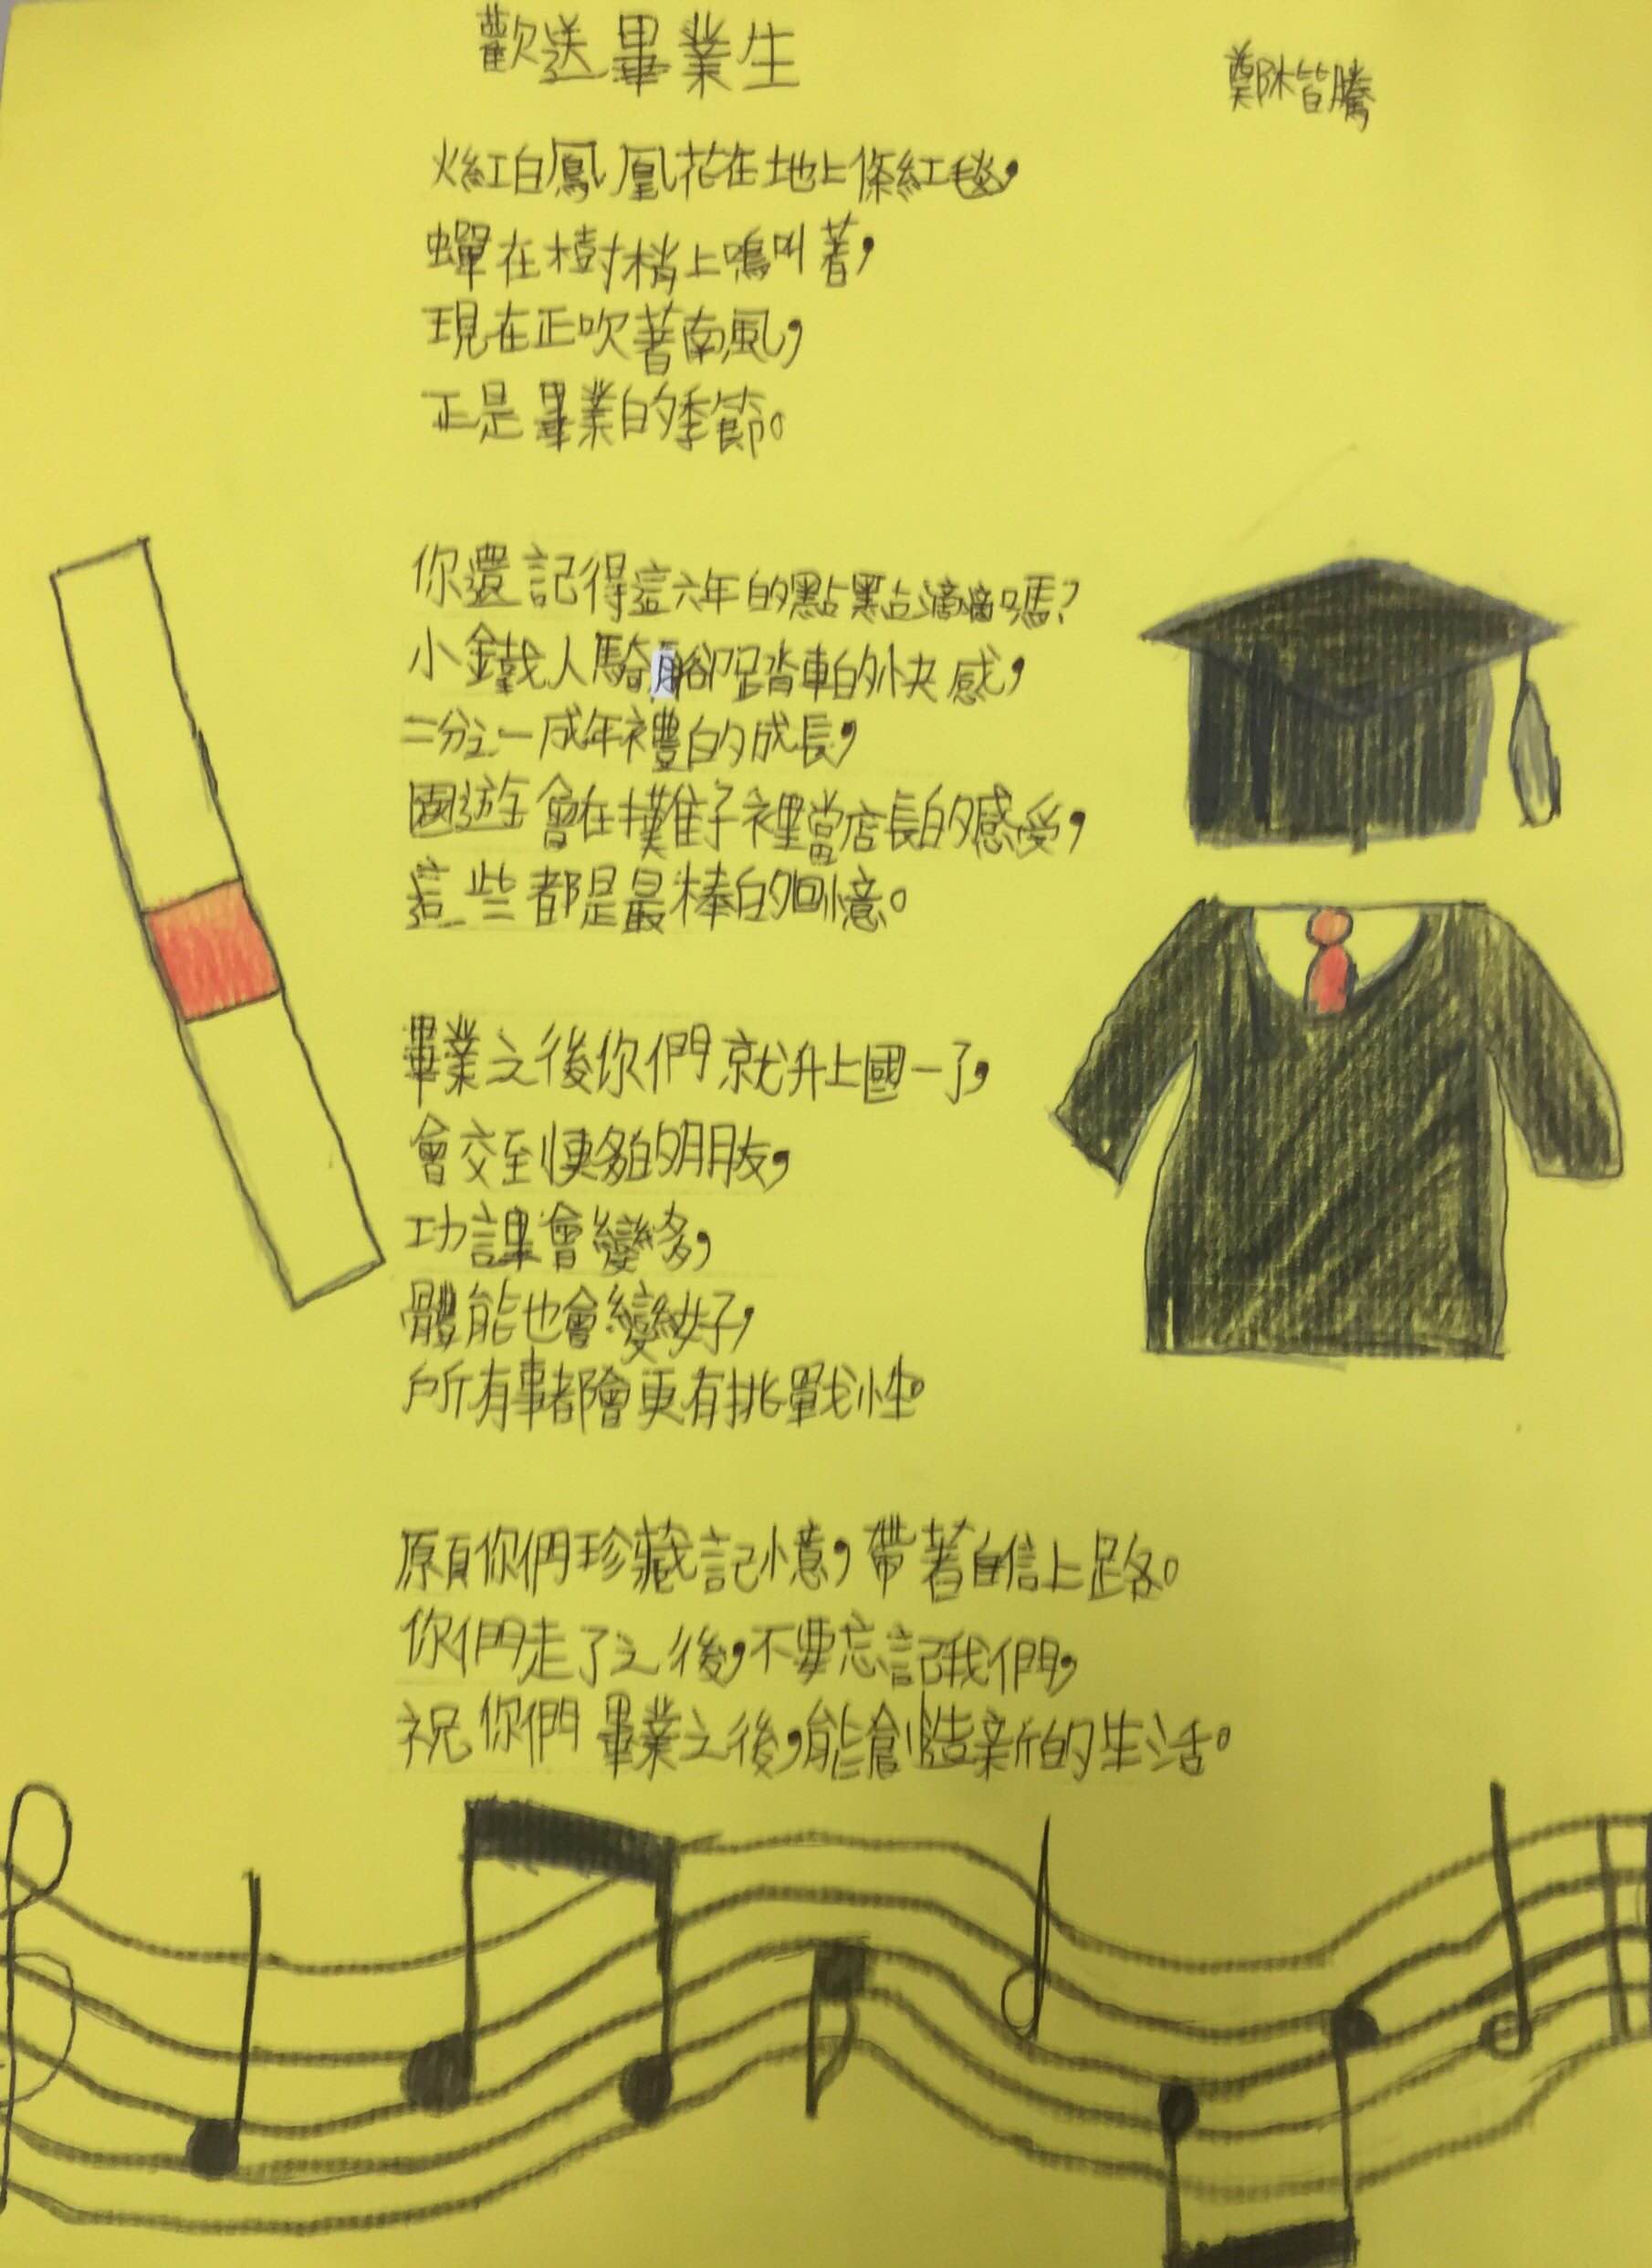 歡送畢業生
鄭林皆騰
火紅白鳳凰花在地上條紅毯,
蟬在樹梢上鳴叫著,
現在正吹著南風,
正是畢業的季節。
你還記得這六年的點點滴滴嗎?
小鐵人騎腳踏車的快感,
二分之一成年禮的成長,
園遊會在攤子裡當店長的感受,
這些都是最棒的回憶。
畢業之後你們就升上國一了,
會交到更多的朋友,
功課會變多,
體能也會變好,
所有事都會更有挑戰性。
願你們珍藏記憶,帶著自信上路。
你們走了之後,不要忘記我們,
祝你們畢業之後,能創造新的生活。